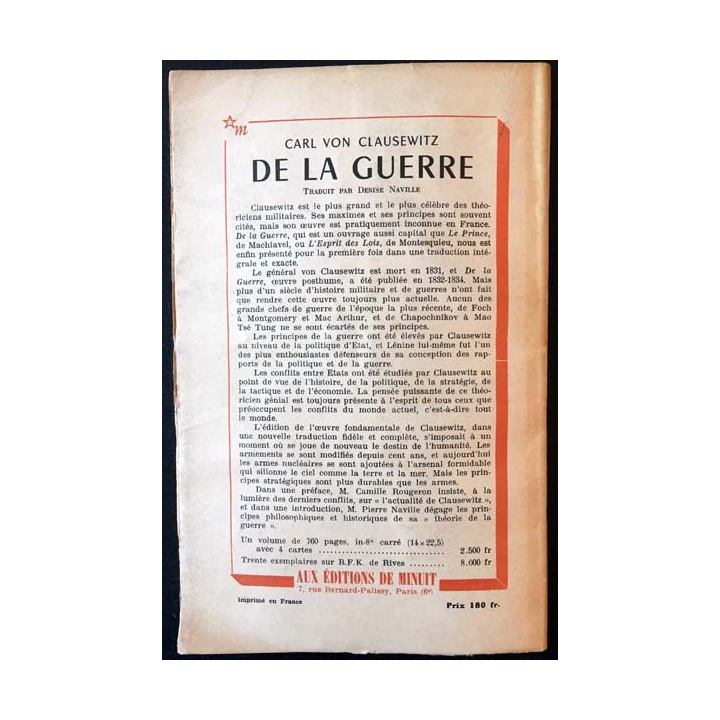 m
CARL VON CLAUSEWITZ
DE LA GUERRE
TRADUIT PAR DENISE NAVILLE
Clausewitz est le plus grand et le plus célèbre des théo-
riciens militaires. Ses maximes et ses principes sont souvent
cités, mais son œuvre est pratiquement inconnue en France.
De la Guerre, qui est un ouvrage aussi capital que Le Prince,
de Machiavel, ou L'Esprit des Lois, de Montesquieu, nous est
enfin présenté pour la première fois dans une traduction inté-
grale et exacte.
Le général von Clausewitz est mort en 1831, et De la
Guerre, œuvre posthume, a été publiée en 1832-1834. Mais
plus d'un siècle d'histoire militaire et de guerres n'ont fait
que rendre cette œuvre toujours plus actuelle. Aucun des
grands chefs de guerre de l'époque la plus récente, de Foch
à Montgomery et Mac Arthur, et de Chapochnikov à Mao
Tsé Tung ne se sont écartés de ses principes.
Les principes de la guerre ont été élevés par Clausewitz
au niveau de la politique d'Etat, et Lénine lui-même fut l'un
des plus enthousiastes défenseurs de sa conception des rap-
ports de la politique et de la guerre.
Les conflits entre Etats ont été étudiés par Clausewitz au
point de vue de l'histoire, de la politique, de la stratégie, de
la tactique et de l'économie. La pensée puissante de ce théo-
ricien génial est toujours présente à l'esprit de tous ceux que
préoccupent les conflits du monde actuel, c'est-à-dire tout
le monde.
L'édition de l'œuvre fondamentale de Clausewitz, dans
une nouvelle traduction fidèle et complète, s'imposait à un
moment où se joue de nouveau le destin de l'humanité. Les
armements se sont modifiés depuis cent ans, et aujourd'hui
les armes nucléaires se sont ajoutées à l'arsenal formidable
qui sillonne le ciel comme la terre et la mer. Mais les prin-
cipes stratégiques sont plus durables que les armes.
Dans une préface, M. Camille Rougeron insiste, à la
lumière des derniers conflits, sur « l'actualité de Clausewitz »,
et dans une introduction, M. Pierre Naville dégage les prin-
cipes philosophiques et historiques de sa « théorie de la
guerre ».
Un volume de 760 pages, in-8° carré (14×22,5)
avec 4 cartes .............................. 2.500 fr
Trente exemplaires sur B.F.K. de Rives ......... 8.000 fr
AUX ÉDITIONS DE MINUIT
7, rue Bernard-Palissy, Paris (6e)
Imprimé en France
Prix 180 fr.